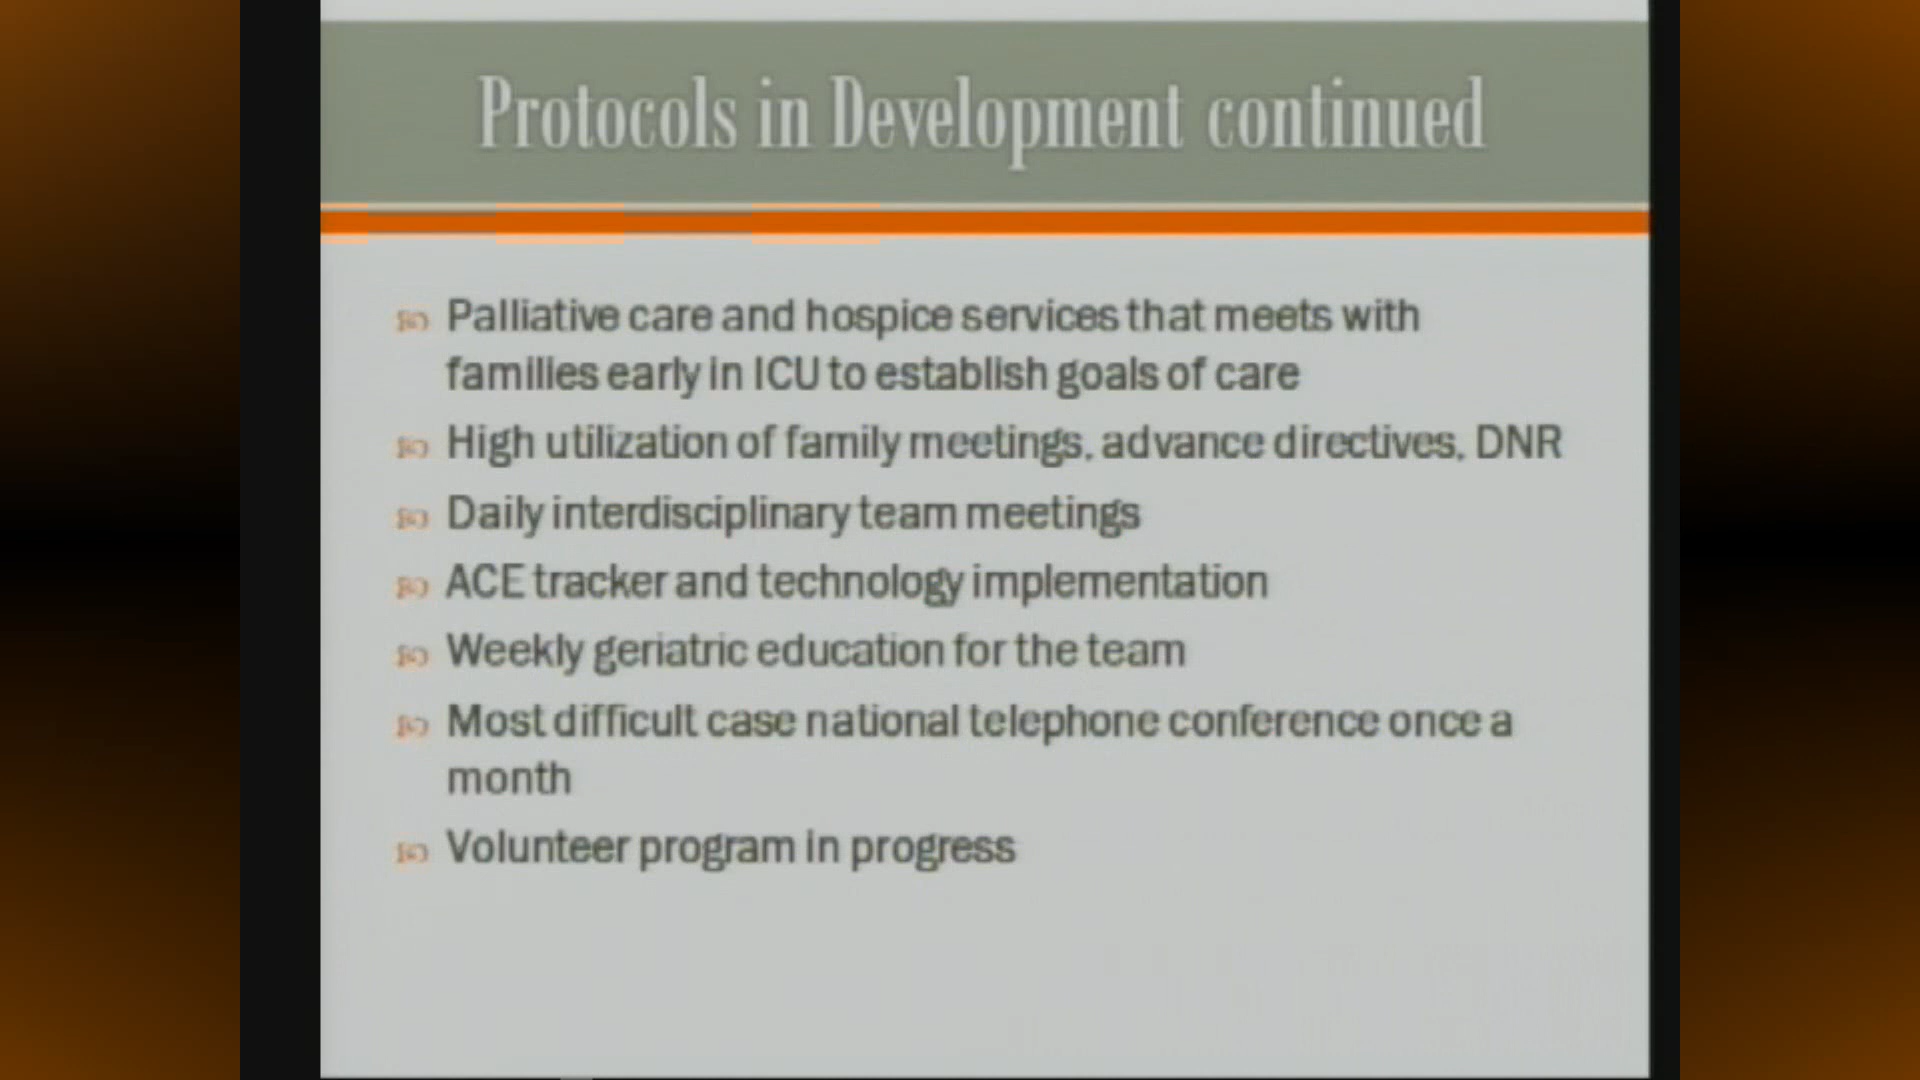 Protocols in Development continued
Palliative care and hospice services that meets with
families early in ICU to establish goals of care
High utilization of family meetings, advance directives, DNR
Daily interdisciplinary team meetings
ACE tracker and technology implementation
Weekly geriatric education for the team
Most difficult case national telephone conference once a
month
Volunteer program in progress